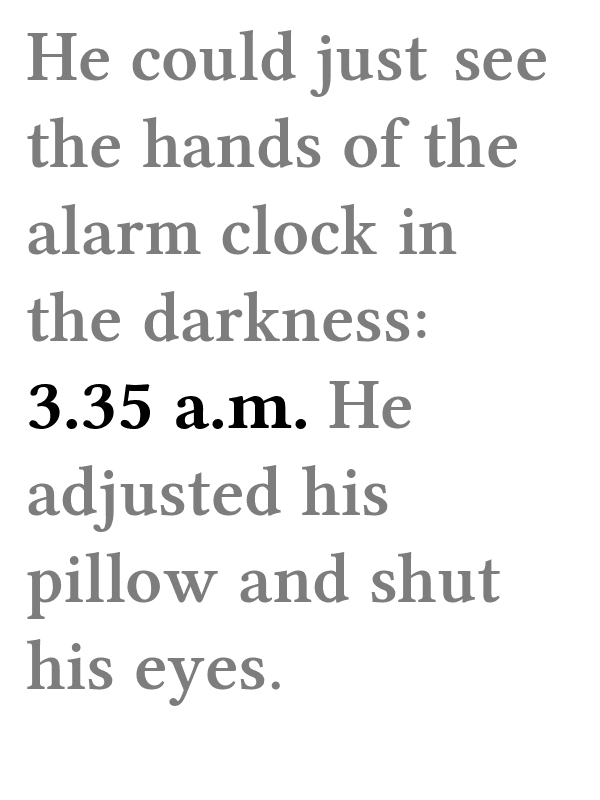 He could just see
the hands of the
alarm clock in
the darkness:
3.35 a.m. He
adjusted his
pillow and shut
his eyes.